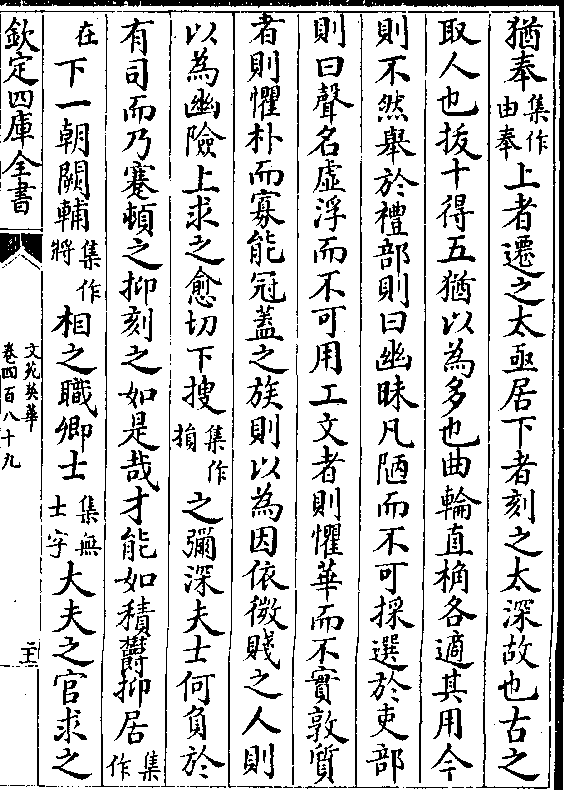 猶奉集作由奉上者遷之太亟居下者刻之太深故也古之
取人也拔十得五猶以為多也曲輪直桷各適其用今
則不然舉於禮部則曰幽昧凡陋而不可採選於吏部
則曰聲名虛浮而不可用工文者則懼華而不實敦質
者則懼朴而寡能冠蓋之族則以為因依微賤之人則
以為幽險上求之愈切下搜集作損之彌深夫士何負於
有司而乃蹇頓之抑刻之如是哉才能如積鬱抑居集作
在下一朝闕輔集作將相之職卿士集無士字大夫之官求之
欽定四庫全書
文苑英華
卷四百八十九